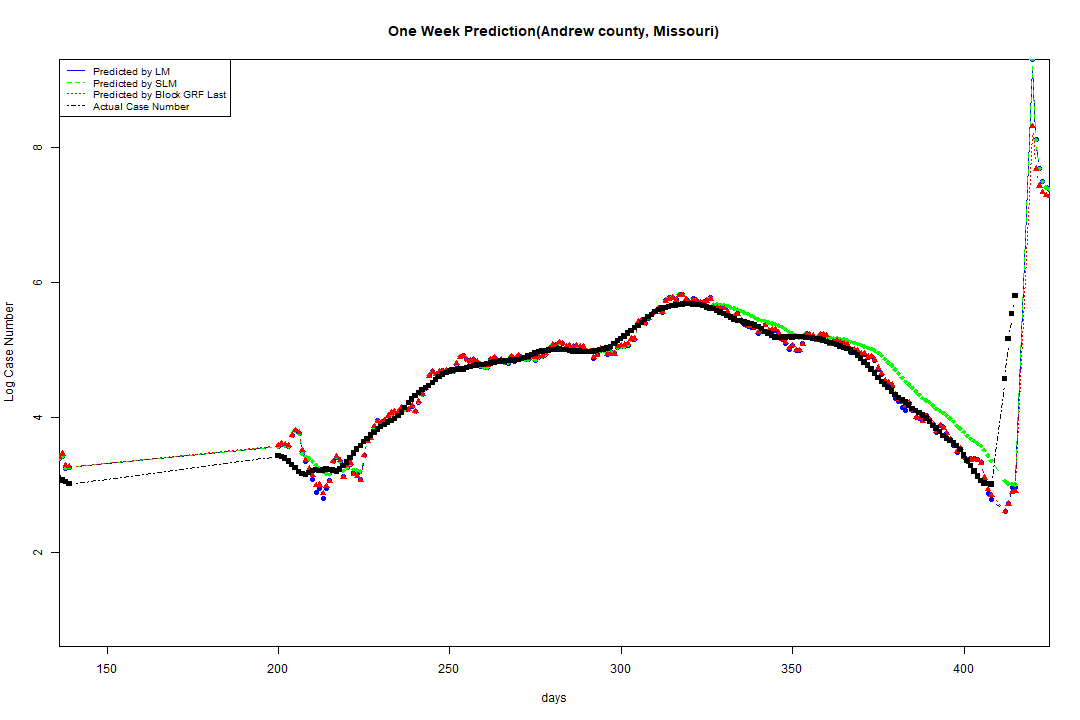 One Week Prediction(Andrew county, Missouri)
Predicted by LM
Predicted by SLM
Predicted by Block GRF Last
Actual Case Number
8
6
4
2
Log Case Number
150 200 250 300 350 400
days